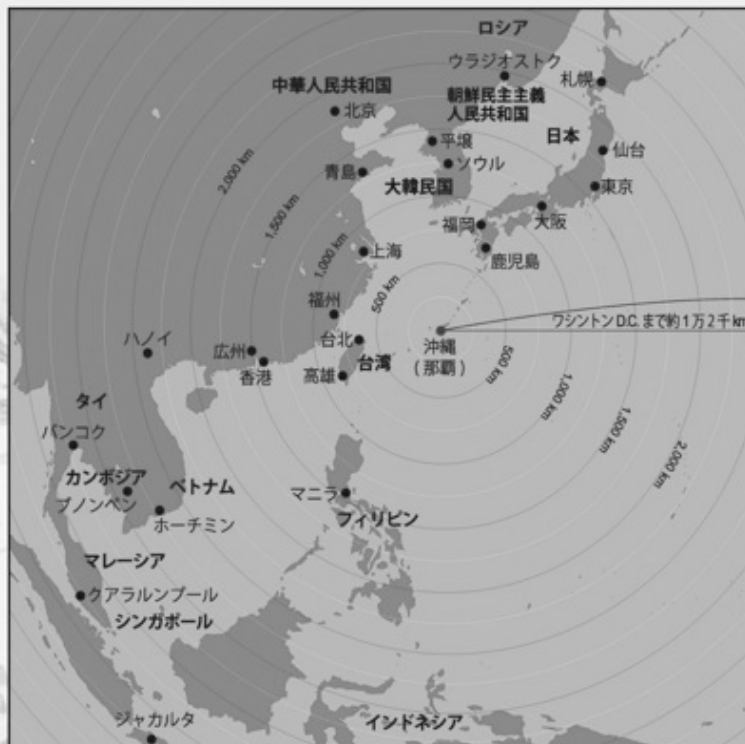 ロシア
ウラジオストク
札幌
中華人民共和国
北京
朝鮮民主主義
人民共和国
日本
平壌
仙台
ソウル
青島
大韓民国
東京
2,000 km
1,500 km
1,000 km
500 km
福岡
大阪
上海
鹿児島
福州
ワシントンD.C.まで約1万2千km
ハノイ
広州
台北
沖縄
(那覇)
香港
台湾
高雄
500 km
1,000 km
1,500 km
2,000 km
タイ
バンコク
カンボジア
プノンペン
ベトナム
ホーチミン
マニラ
フィリピン
マレーシア
クアラルンプール
シンガポール
ジャカルタ
インドネシア